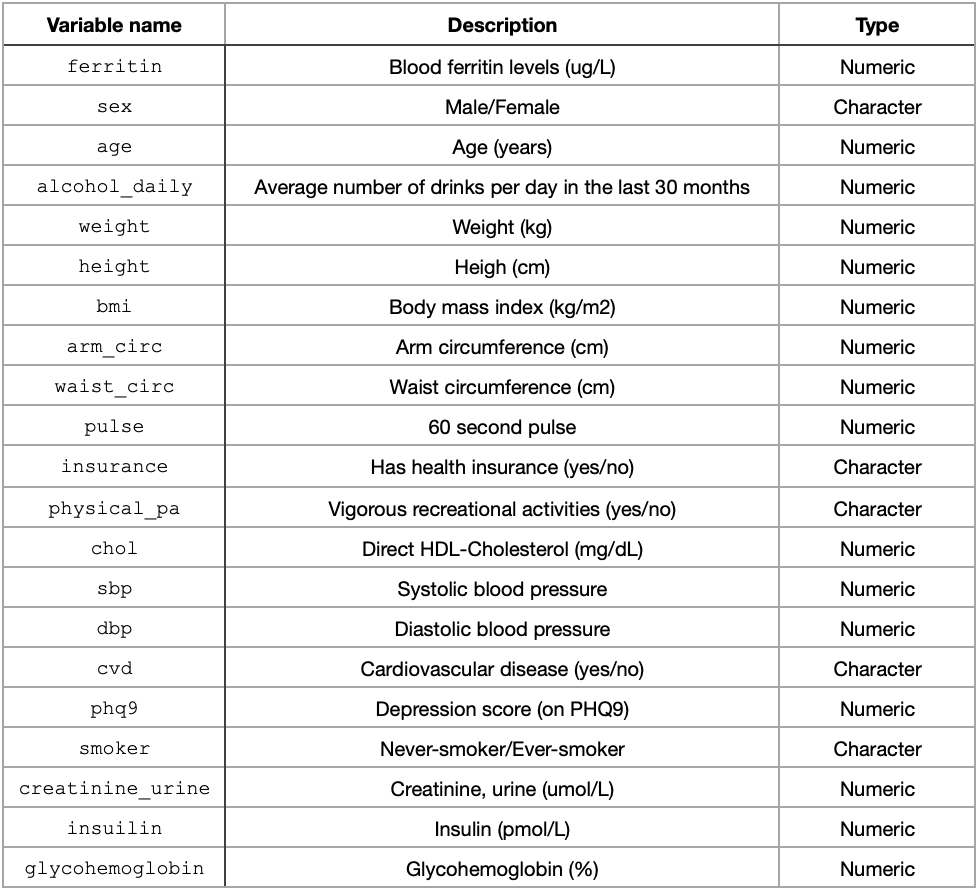 Variable name Description Type
ferritin Blood ferritin levels (ug/L) Numeric
sex Male/Female Character
age Age (years) Numeric
alcohol_daily Average number of drinks per day in the last 30 months Numeric
weight Weight (kg) Numeric
height Heigh (cm) Numeric
bmi Body mass index (kg/m2) Numeric
arm_circ Arm circumference (cm) Numeric
waist_circ Waist circumference (cm) Numeric
pulse 60 second pulse Numeric
insurance Has health insurance (yes/no) Character
physical_pa Vigorous recreational activities (yes/no) Character
chol Direct HDL-Cholesterol (mg/dL) Numeric
sbp Systolic blood pressure Numeric
dbp Diastolic blood pressure Numeric
cvd Cardiovascular disease (yes/no) Character
phq9 Depression score (on PHQ9) Numeric
smoker Never-smoker/Ever-smoker Character
creatinine_urine Creatinine, urine (umol/L) Numeric
insuilin Insulin (pmol/L) Numeric
glycohemoglobin Glycohemoglobin (%) Numeric